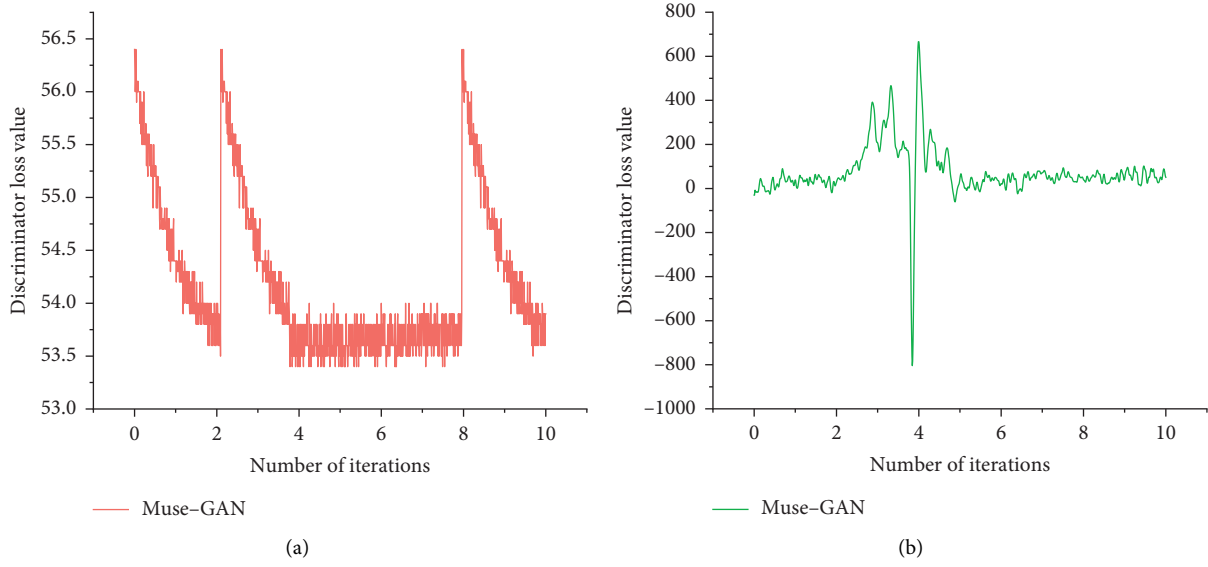 56.5
56.0
55.5
55.0
54.5
54.0
53.5
53.0
Discriminator loss value
0 2 4 6 8 10
Number of iterations
Muse–GAN
(a)
800
600
400
200
0
–200
–400
–600
–800
–1000
Discriminator loss value
0 2 4 6 8 10
Number of iterations
Muse–GAN
(b)